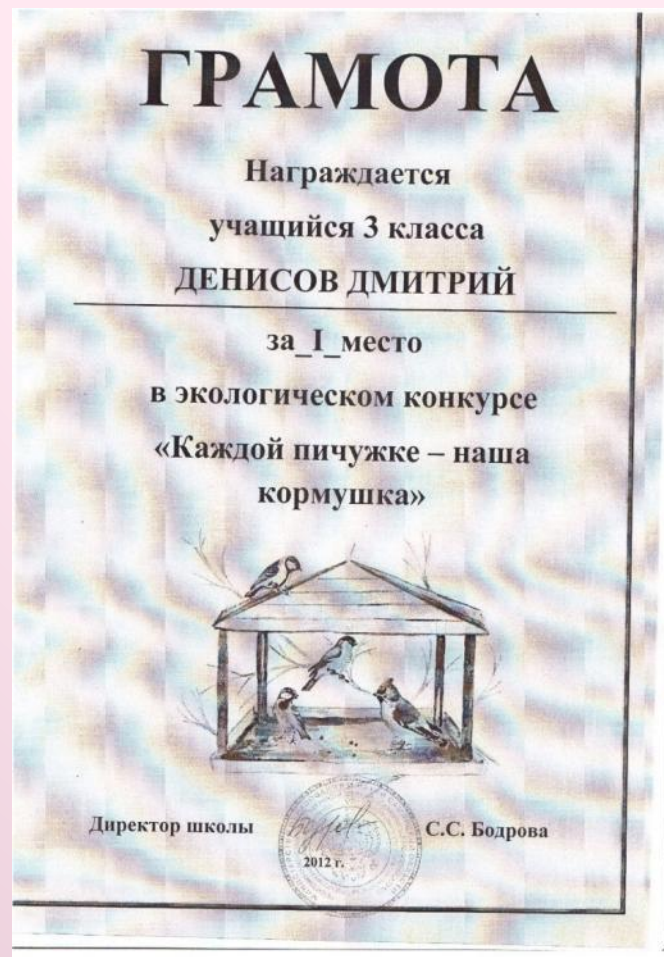 ГРАМОТА
Награждается
учащийся 3 класса
ДЕНИСОВ ДМИТРИЙ
за_I_место
в экологическом конкурсе
«Каждой пичужке – наша
кормушка»
Директор школы С.С. Бодрова
2012 г.